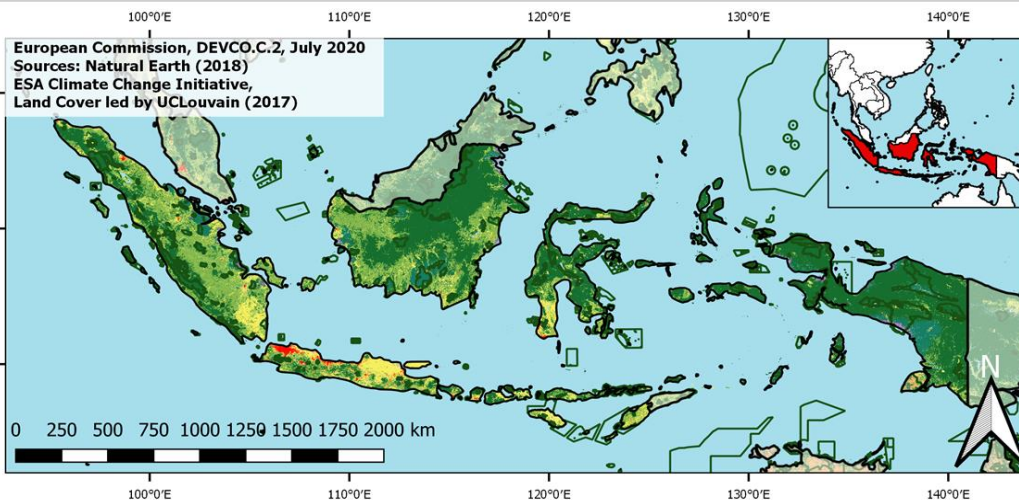 100°0'E 110°0'E 120°0'E 130°0'E 140°0'E
European Commission, DEVCO.C.2, July 2020
Sources: Natural Earth (2018)
ESA Climate Change Initiative,
Land Cover led by UCLouvain (2017)
N
0 250 500 750 1000 1250 1500 1750 2000 km
100°0'E 110°0'E 120°0'E 130°0'E 140°0'E